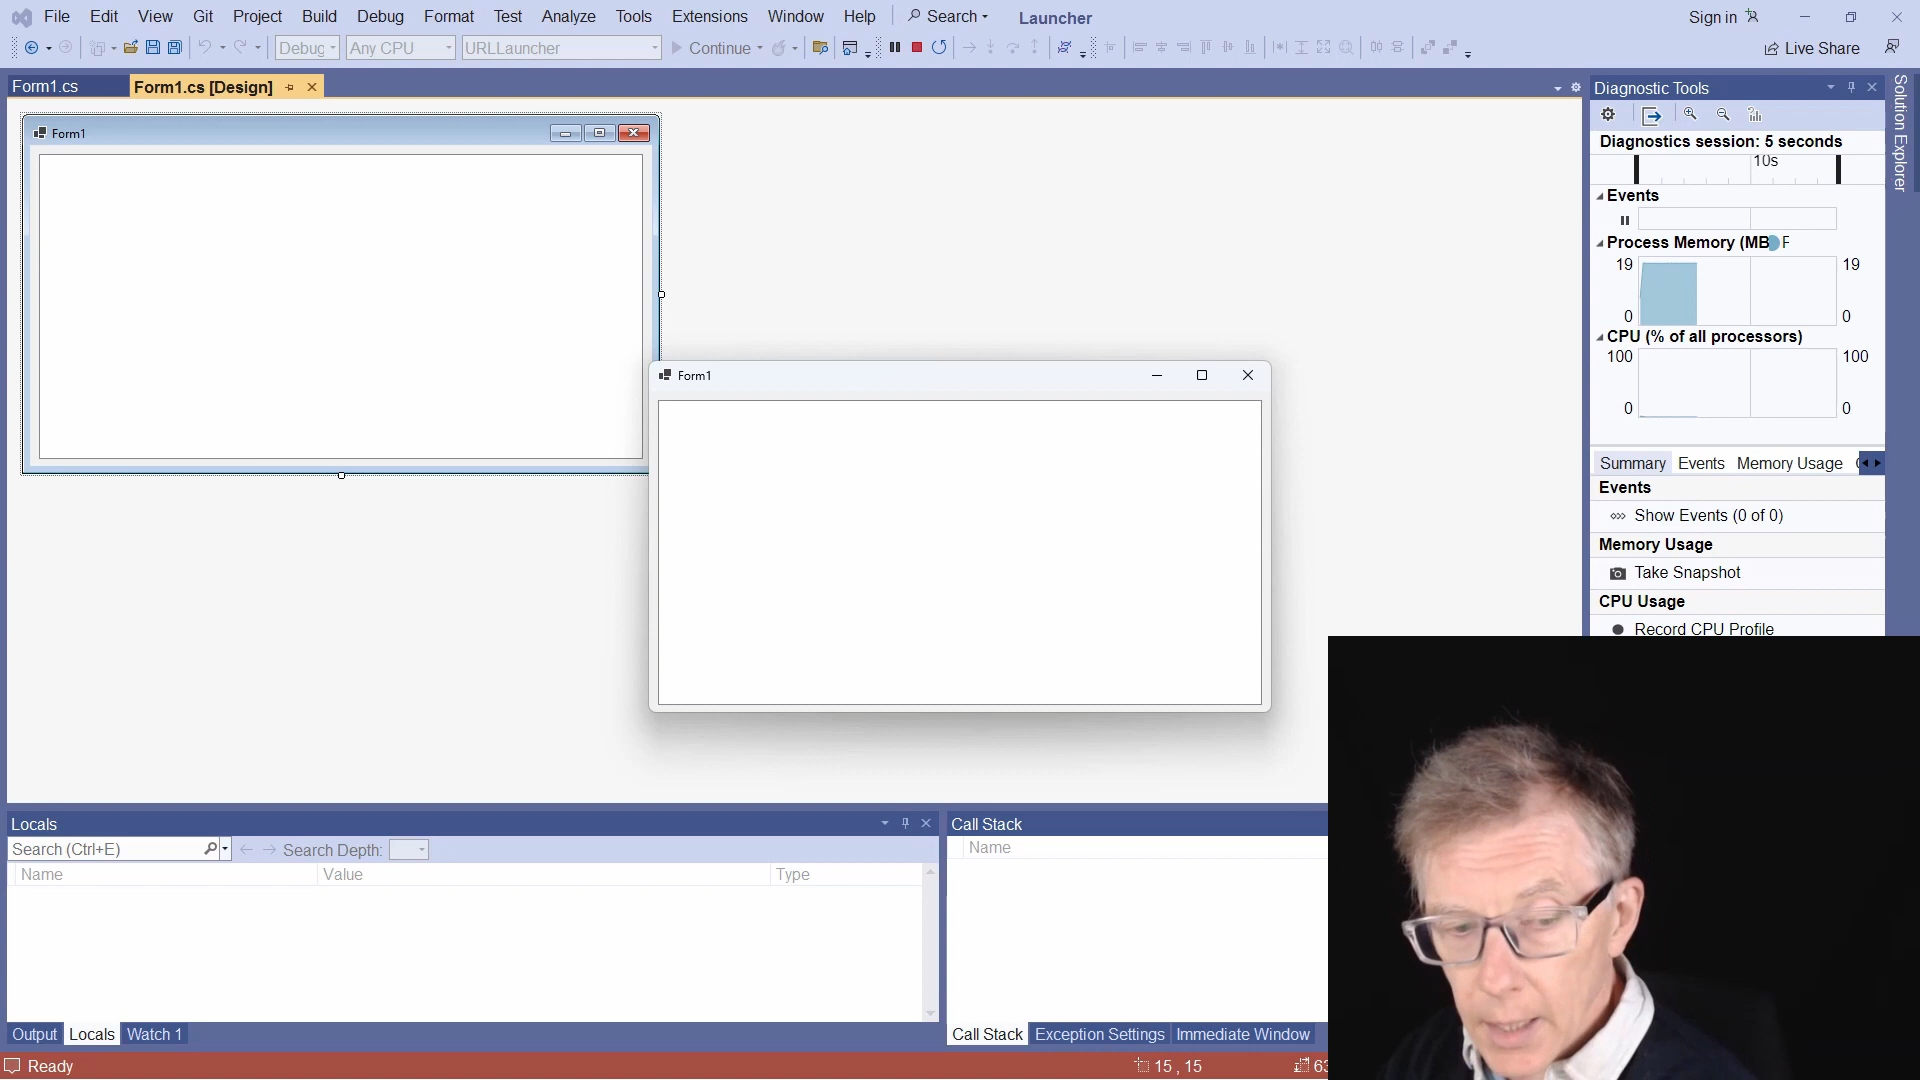 File Edit View Git Project Build Debug Format Test Analyze Tools Extensions Window Help Search Launcher Sign in
Debug Any CPU URLLauncher Continue Live Share
Form1.cs Form1.cs [Design]
Form1
Form1
Diagnostic Tools
Solution Explorer
Diagnostics session: 5 seconds
10s
Events
Process Memory (MB F
19 19
0 0
CPU (% of all processors)
100 100
0 0
Summary Events Memory Usage
Events
Show Events (0 of 0)
Memory Usage
Take Snapshot
CPU Usage
Record CPU Profile
Locals
Search (Ctrl+E) Search Depth:
Name Value Type
Call Stack
Name
Output Locals Watch 1
Call Stack Exception Settings Immediate Window
Ready 15 , 15